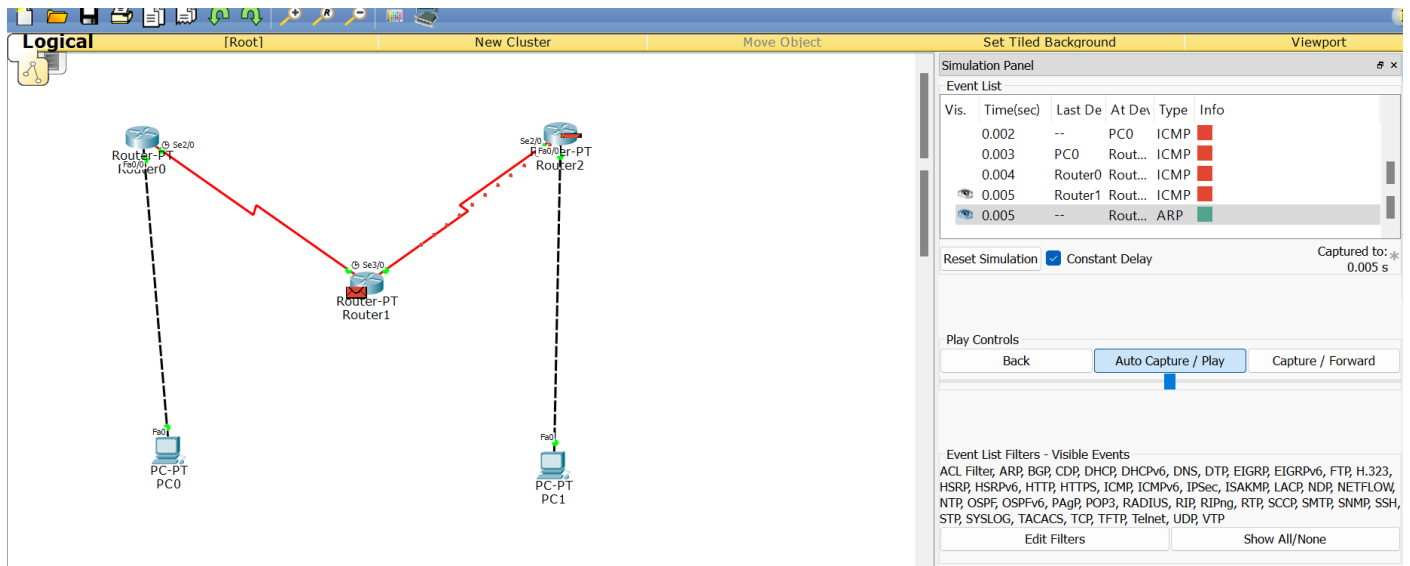 Logical [Root] New Cluster Move Object Set Tiled Background Viewport
Simulation Panel
Event List
Vis. Time(sec) Last De At Dev Type Info
0.002 -- PC0 ICMP
0.003 PC0 Rout... ICMP
0.004 Router0 Rout... ICMP
0.005 Router1 Rout... ICMP
0.005 -- Rout... ARP
Reset Simulation Constant Delay Captured to:
0.005 s
Play Controls
Back Auto Capture / Play Capture / Forward
Event List Filters - Visible Events
ACL Filter, ARP, BGP, CDP, DHCP, DHCPv6, DNS, DTP, EIGRP, EIGRPv6, FTP, H.323,
HSRP, HSRPv6, HTTP, HTTPS, ICMP, ICMPv6, IPSec, ISAKMP, LACP, NDP, NETFLOW,
NTP, OSPF, OSPFv6, PAgP, POP3, RADIUS, RIP, RIPng, RTP, SCCP, SMTP, SNMP, SSH,
STP, SYSLOG, TACACS, TCP, TFTP, Telnet, UDP, VTP
Edit Filters Show All/None
Se2/0
Router-PT
Fa0/0
Router0
Se2/0
Fa0/0
Router2
Se3/0
Router-PT
Router1
Fa0
PC-PT
PC0
Fa0
PC-PT
PC1